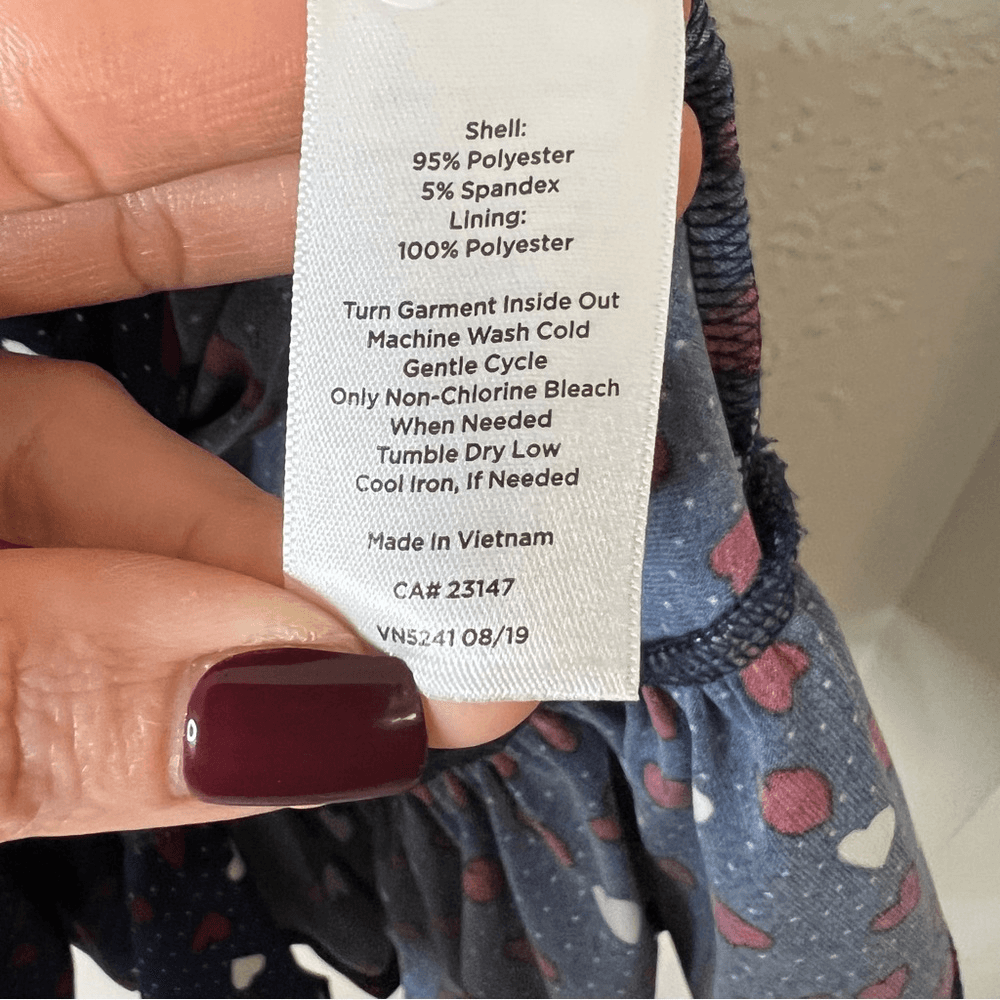 Shell:
95% Polyester
5% Spandex
Lining:
100% Polyester
Turn Garment Inside Out
Machine Wash Cold
Gentle Cycle
Only Non-Chlorine Bleach
When Needed
Tumble Dry Low
Cool Iron, If Needed
Made In Vietnam
CA# 23147
VN5241 08/19